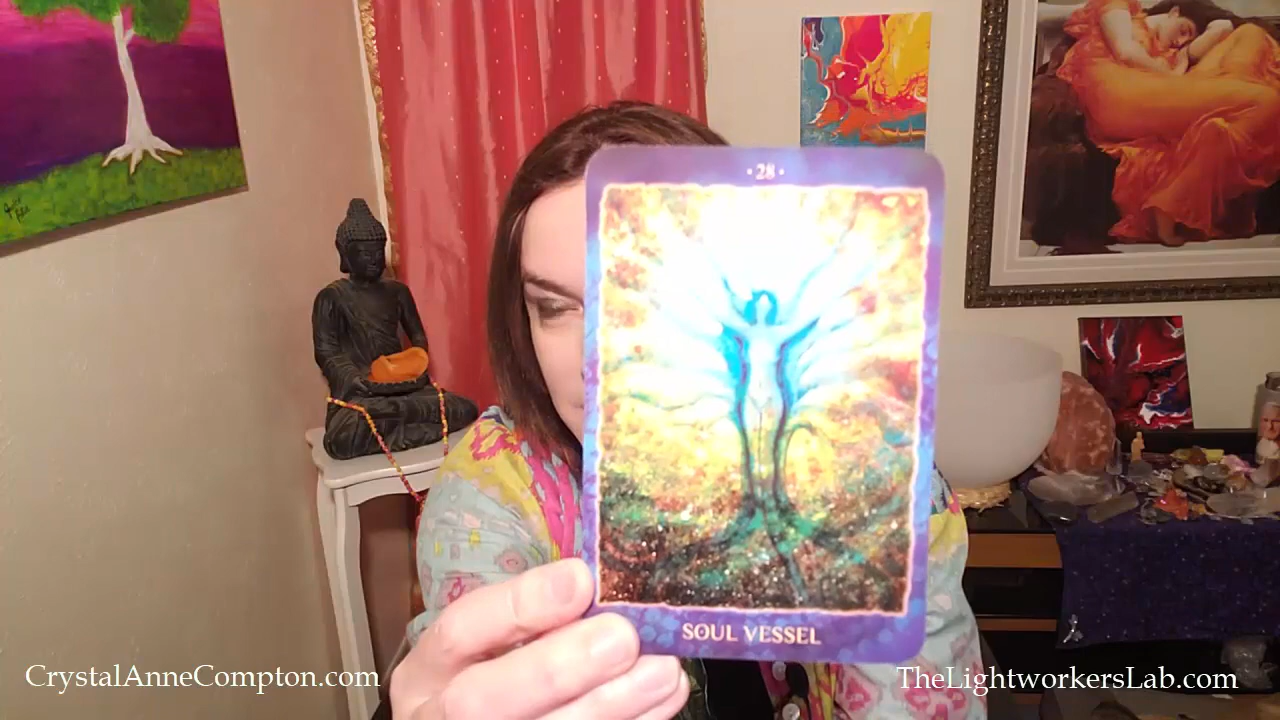 · 28 ·
SOUL VESSEL
CrystalAnneCompton.com
TheLightworkersLab.com